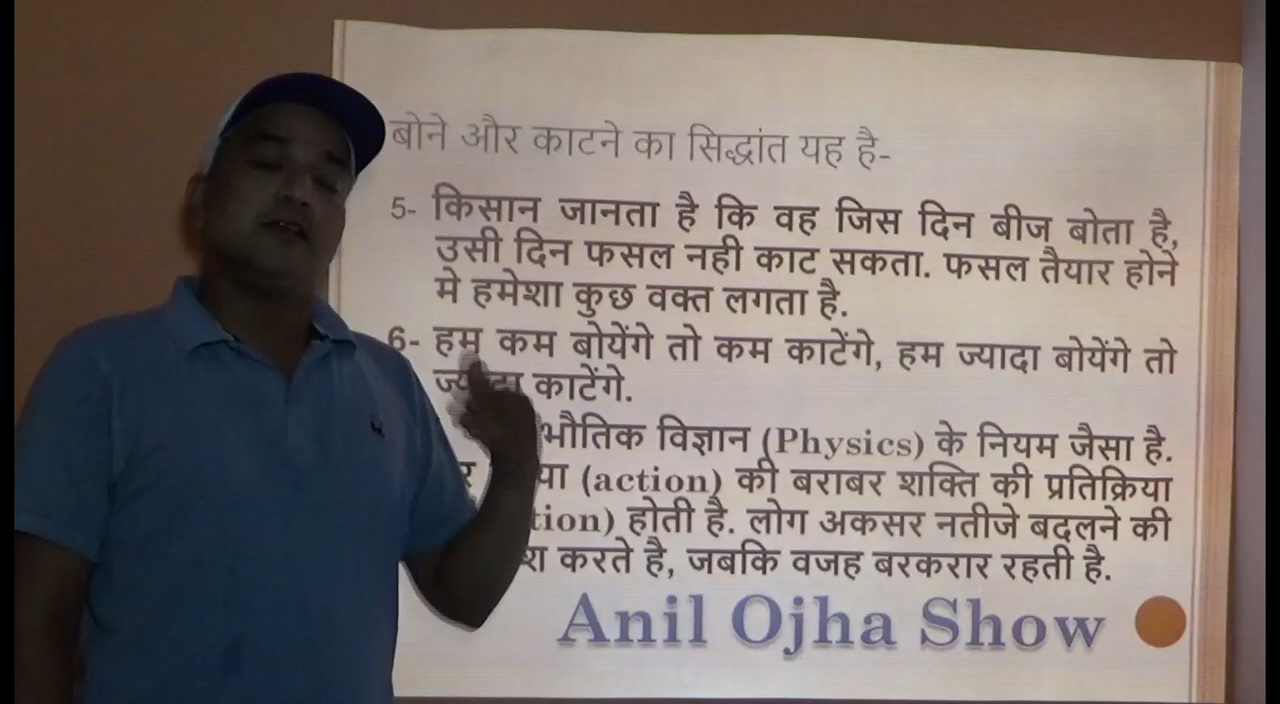 बोने और काटने का सिद्धांत यह है-
5- किसान जानता है कि वह जिस दिन बीज बोता है,
उसी दिन फसल नही काट सकता. फसल तैयार होने
मे हमेशा कुछ वक्त लगता है.
6- हम कम बोयेंगे तो कम काटेंगे, हम ज्यादा बोयेंगे तो
काटेंगे.
भौतिक विज्ञान (Physics) के नियम जैसा है.
(action) की बराबर शक्ति की प्रतिक्रिया
होती है. लोग अकसर नतीजे बदलने की
करते है, जबकि वजह बरकरार रहती है.
Anil Ojha Show